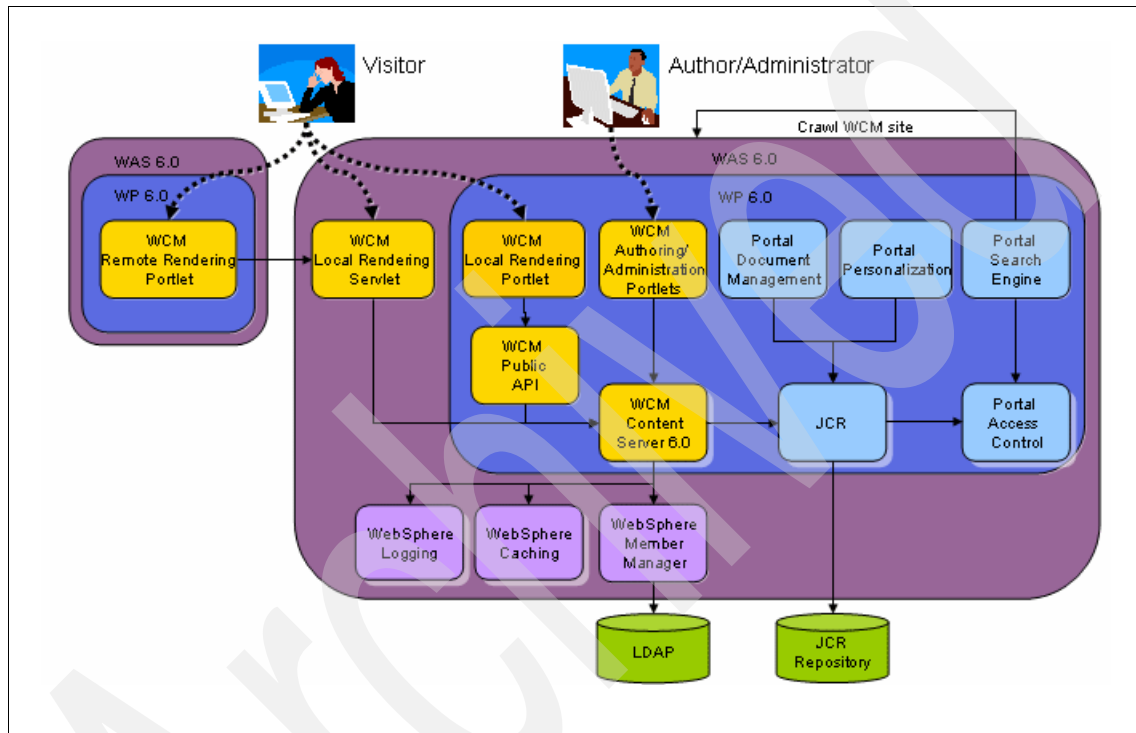 Visitor
Author/Administrator
Crawl WCM site
WAS 6.0
WAS 6.0
WP 6.0
WP 6.0
WCM
Remote Rendering
Portlet
WCM
Local Rendering
Servlet
WCM
Local Rendering
Portlet
WCM
Authoring/
Administration
Portlets
Portal
Document
Management
Portal
Personalization
Portal
Search
Engine
WCM
Public
API
WCM
Content
Server 6.0
JCR
Portal
Access
Control
WebSphere
Logging
WebSphere
Caching
WebSphere
Member
Manager
LDAP
JCR
Repository
Archived